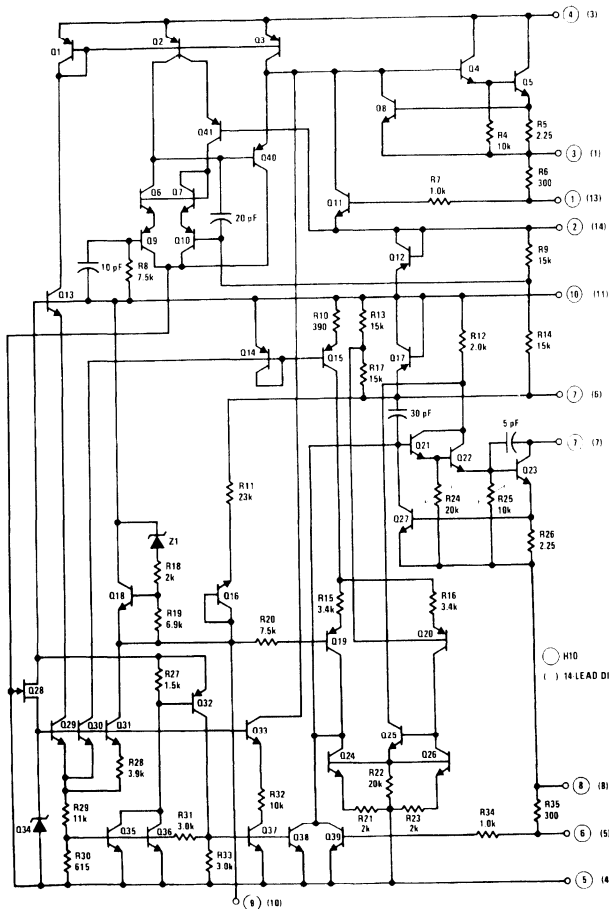 4 (3)
Q1
Q2
Q3
Q4
Q5
Q8
R4
10k
R5
2.25
3 (1)
Q41
Q40
R6
300
R7
1.0k
1 (13)
Q6
Q7
Q11
20 pF
2 (14)
Q9
Q10
R9
15k
Q12
10 pF
R8
7.5k
Q13
10 (11)
R10
390
R13
15k
R12
2.0k
R14
15k
Q14
Q15
Q17
R17
15k
7 (6)
30 pF
5 pF
7 (7)
Q21
Q22
Q23
R11
23k
R24
20k
R25
10k
Q27
R26
2.25
Z1
R18
2k
Q18
R19
6.9k
Q16
R15
3.4k
R16
3.4k
R20
7.5k
Q19
Q20
H10
( ) 14-LEAD DI
Q28
R27
1.5k
Q32
Q29
Q30
Q31
Q33
Q25
Q24
Q26
R28
3.9k
R22
20k
8 (8)
R32
10k
R29
11k
R21
2k
R23
2k
R35
300
Q34
R31
3.0k
R34
1.0k
6 (5)
Q35
Q36
Q37
Q38
Q39
R30
615
R33
3.0k
5 (4
9 (10)